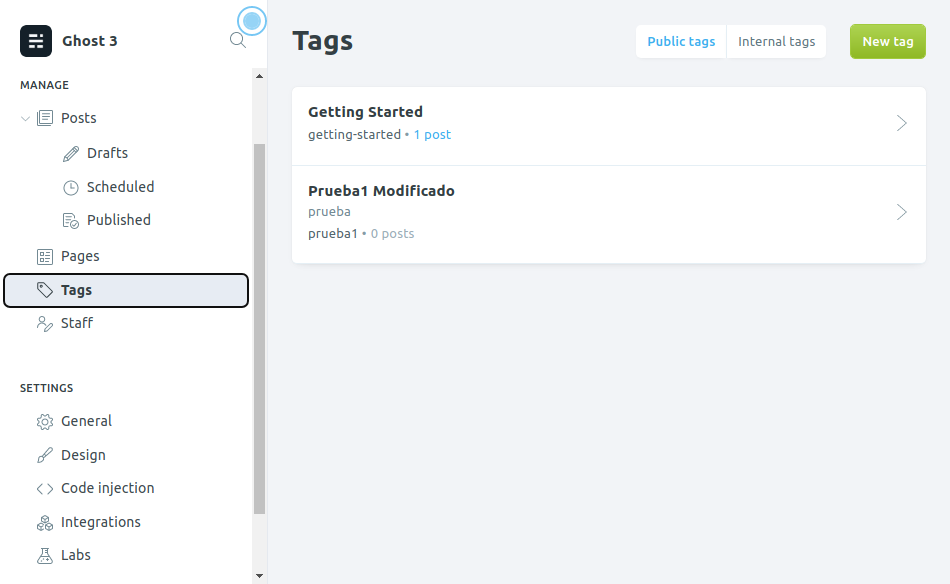 Ghost 3
MANAGE
Posts
Drafts
Scheduled
Published
Pages
Tags
Staff
SETTINGS
General
Design
Code injection
Integrations
Labs
Tags
Public tags
Internal tags
New tag
Getting Started
getting-started • 1 post
Prueba1 Modificado
prueba
prueba1 • 0 posts